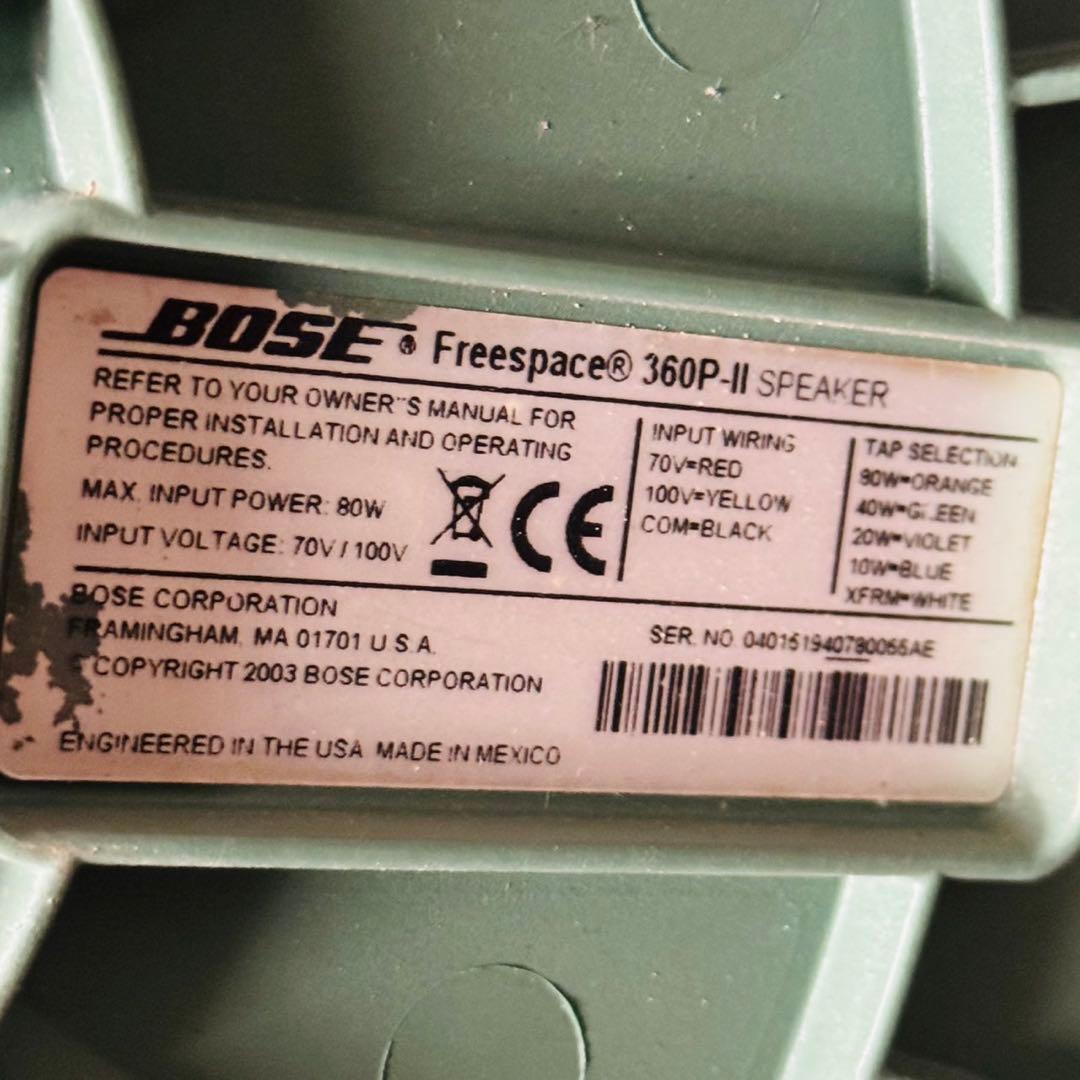 BOSE® Freespace® 360P-II SPEAKER
REFER TO YOUR OWNER"S MANUAL FOR
PROPER INSTALLATION AND OPERATING
PROCEDURES.
MAX. INPUT POWER: 80W
INPUT VOLTAGE: 70V / 100V
CE
INPUT WIRING
70V=RED
100V=YELLOW
COM=BLACK
TAP SELECTION
80W=ORANGE
40W=GREEN
20W=VIOLET
10W=BLUE
XFRM=WHITE
BOSE CORPORATION
FRAMINGHAM, MA 01701 U.S.A.
© COPYRIGHT 2003 BOSE CORPORATION
ENGINEERED IN THE USA MADE IN MEXICO
SER. NO. 040151940780055AE